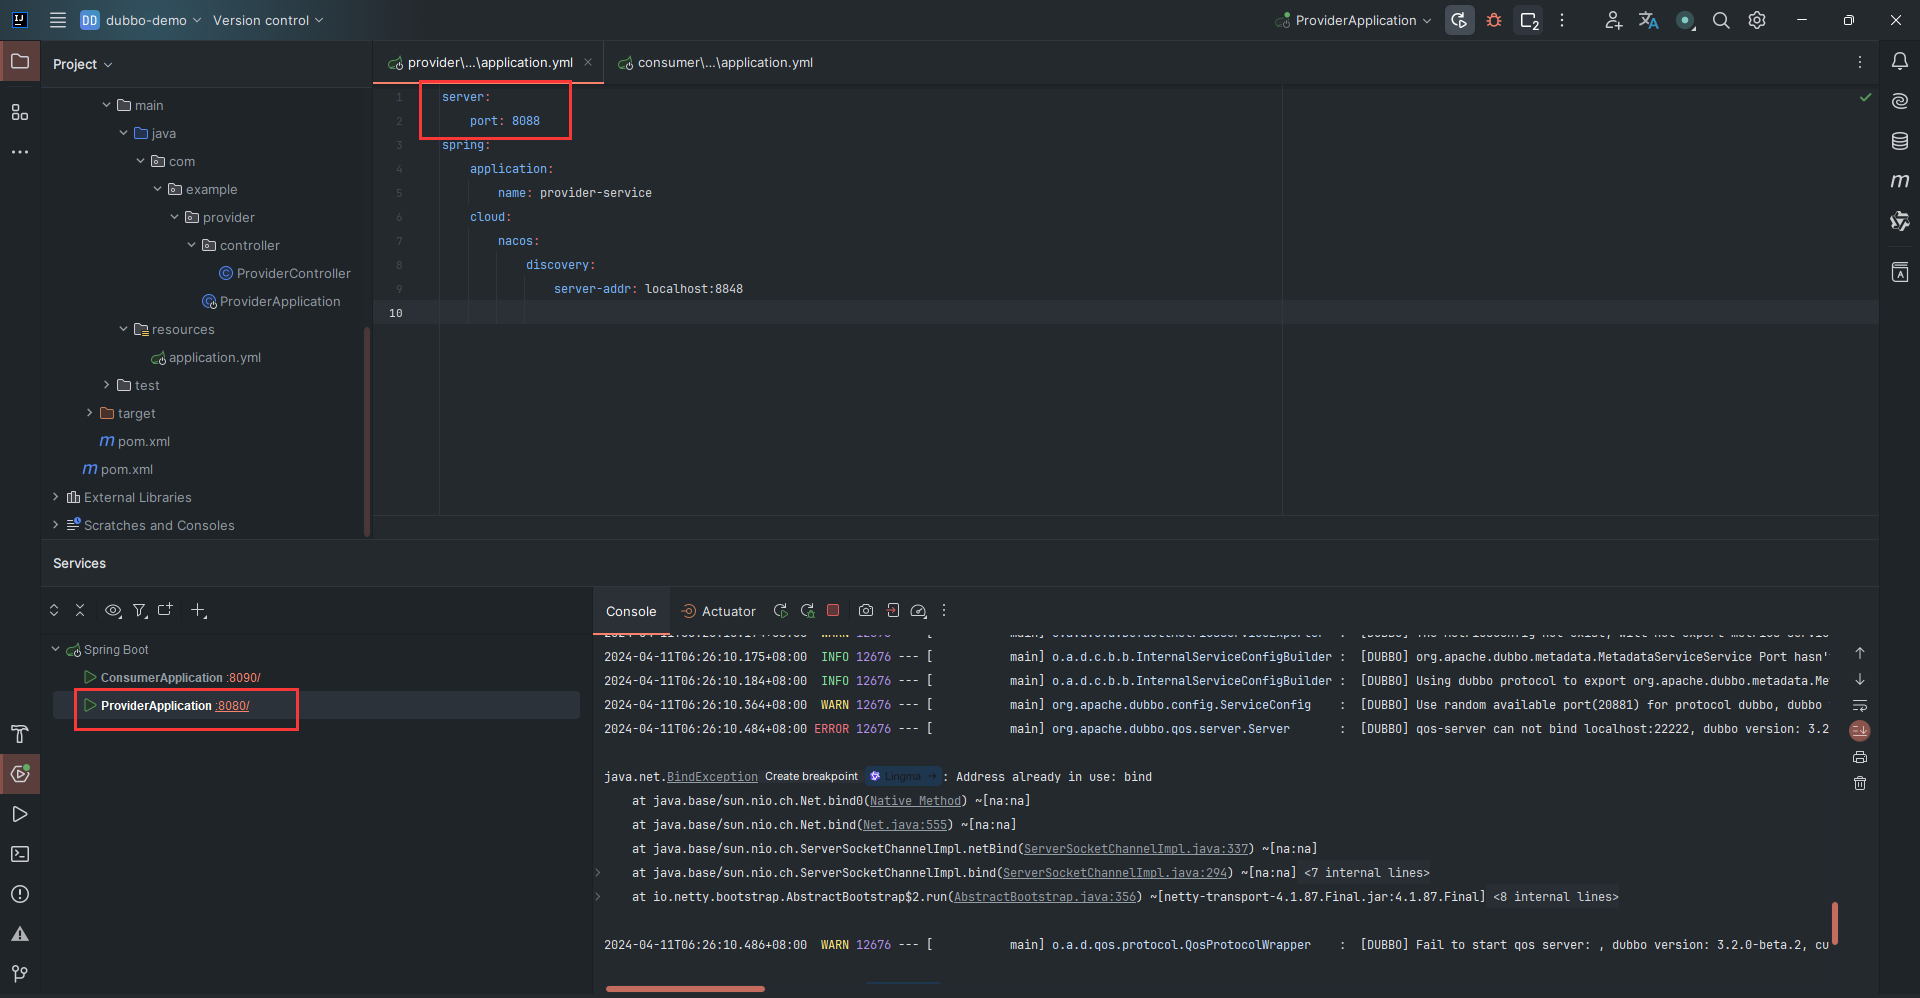 DD dubbo-demo Version control ProviderApplication
Project
provider\...\application.yml
consumer\...\application.yml
main
java
com
example
provider
controller
ProviderController
ProviderApplication
resources
application.yml
test
target
m pom.xml
m pom.xml
External Libraries
Scratches and Consoles
1 server:
2 port: 8088
3 spring:
4 application:
5 name: provider-service
6 cloud:
7 nacos:
8 discovery:
9 server-addr: localhost:8848
10
Services
Spring Boot
ConsumerApplication :8090/
ProviderApplication :8080/
Console Actuator
2024-04-11T06:26:10.175+08:00 INFO 12676 --- [ main] o.a.d.c.b.b.InternalServiceConfigBuilder : [DUBBO] org.apache.dubbo.metadata.MetadataServiceService Port hasn'
2024-04-11T06:26:10.184+08:00 INFO 12676 --- [ main] o.a.d.c.b.b.InternalServiceConfigBuilder : [DUBBO] Using dubbo protocol to export org.apache.dubbo.metadata.Me
2024-04-11T06:26:10.364+08:00 WARN 12676 --- [ main] org.apache.dubbo.config.ServiceConfig : [DUBBO] Use random available port(20881) for protocol dubbo, dubbo
2024-04-11T06:26:10.484+08:00 ERROR 12676 --- [ main] org.apache.dubbo.qos.server.Server : [DUBBO] qos-server can not bind localhost:22222, dubbo version: 3.2
java.net.BindException Create breakpoint Lingma → : Address already in use: bind
at java.base/sun.nio.ch.Net.bind0(Native Method) ~[na:na]
at java.base/sun.nio.ch.Net.bind(Net.java:555) ~[na:na]
at java.base/sun.nio.ch.ServerSocketChannelImpl.netBind(ServerSocketChannelImpl.java:337) ~[na:na]
at java.base/sun.nio.ch.ServerSocketChannelImpl.bind(ServerSocketChannelImpl.java:294) ~[na:na] <7 internal lines>
at io.netty.bootstrap.AbstractBootstrap$2.run(AbstractBootstrap.java:356) ~[netty-transport-4.1.87.Final.jar:4.1.87.Final] <8 internal lines>
2024-04-11T06:26:10.486+08:00 WARN 12676 --- [ main] o.a.d.qos.protocol.QosProtocolWrapper : [DUBBO] Fail to start qos server: , dubbo version: 3.2.0-beta.2, cu